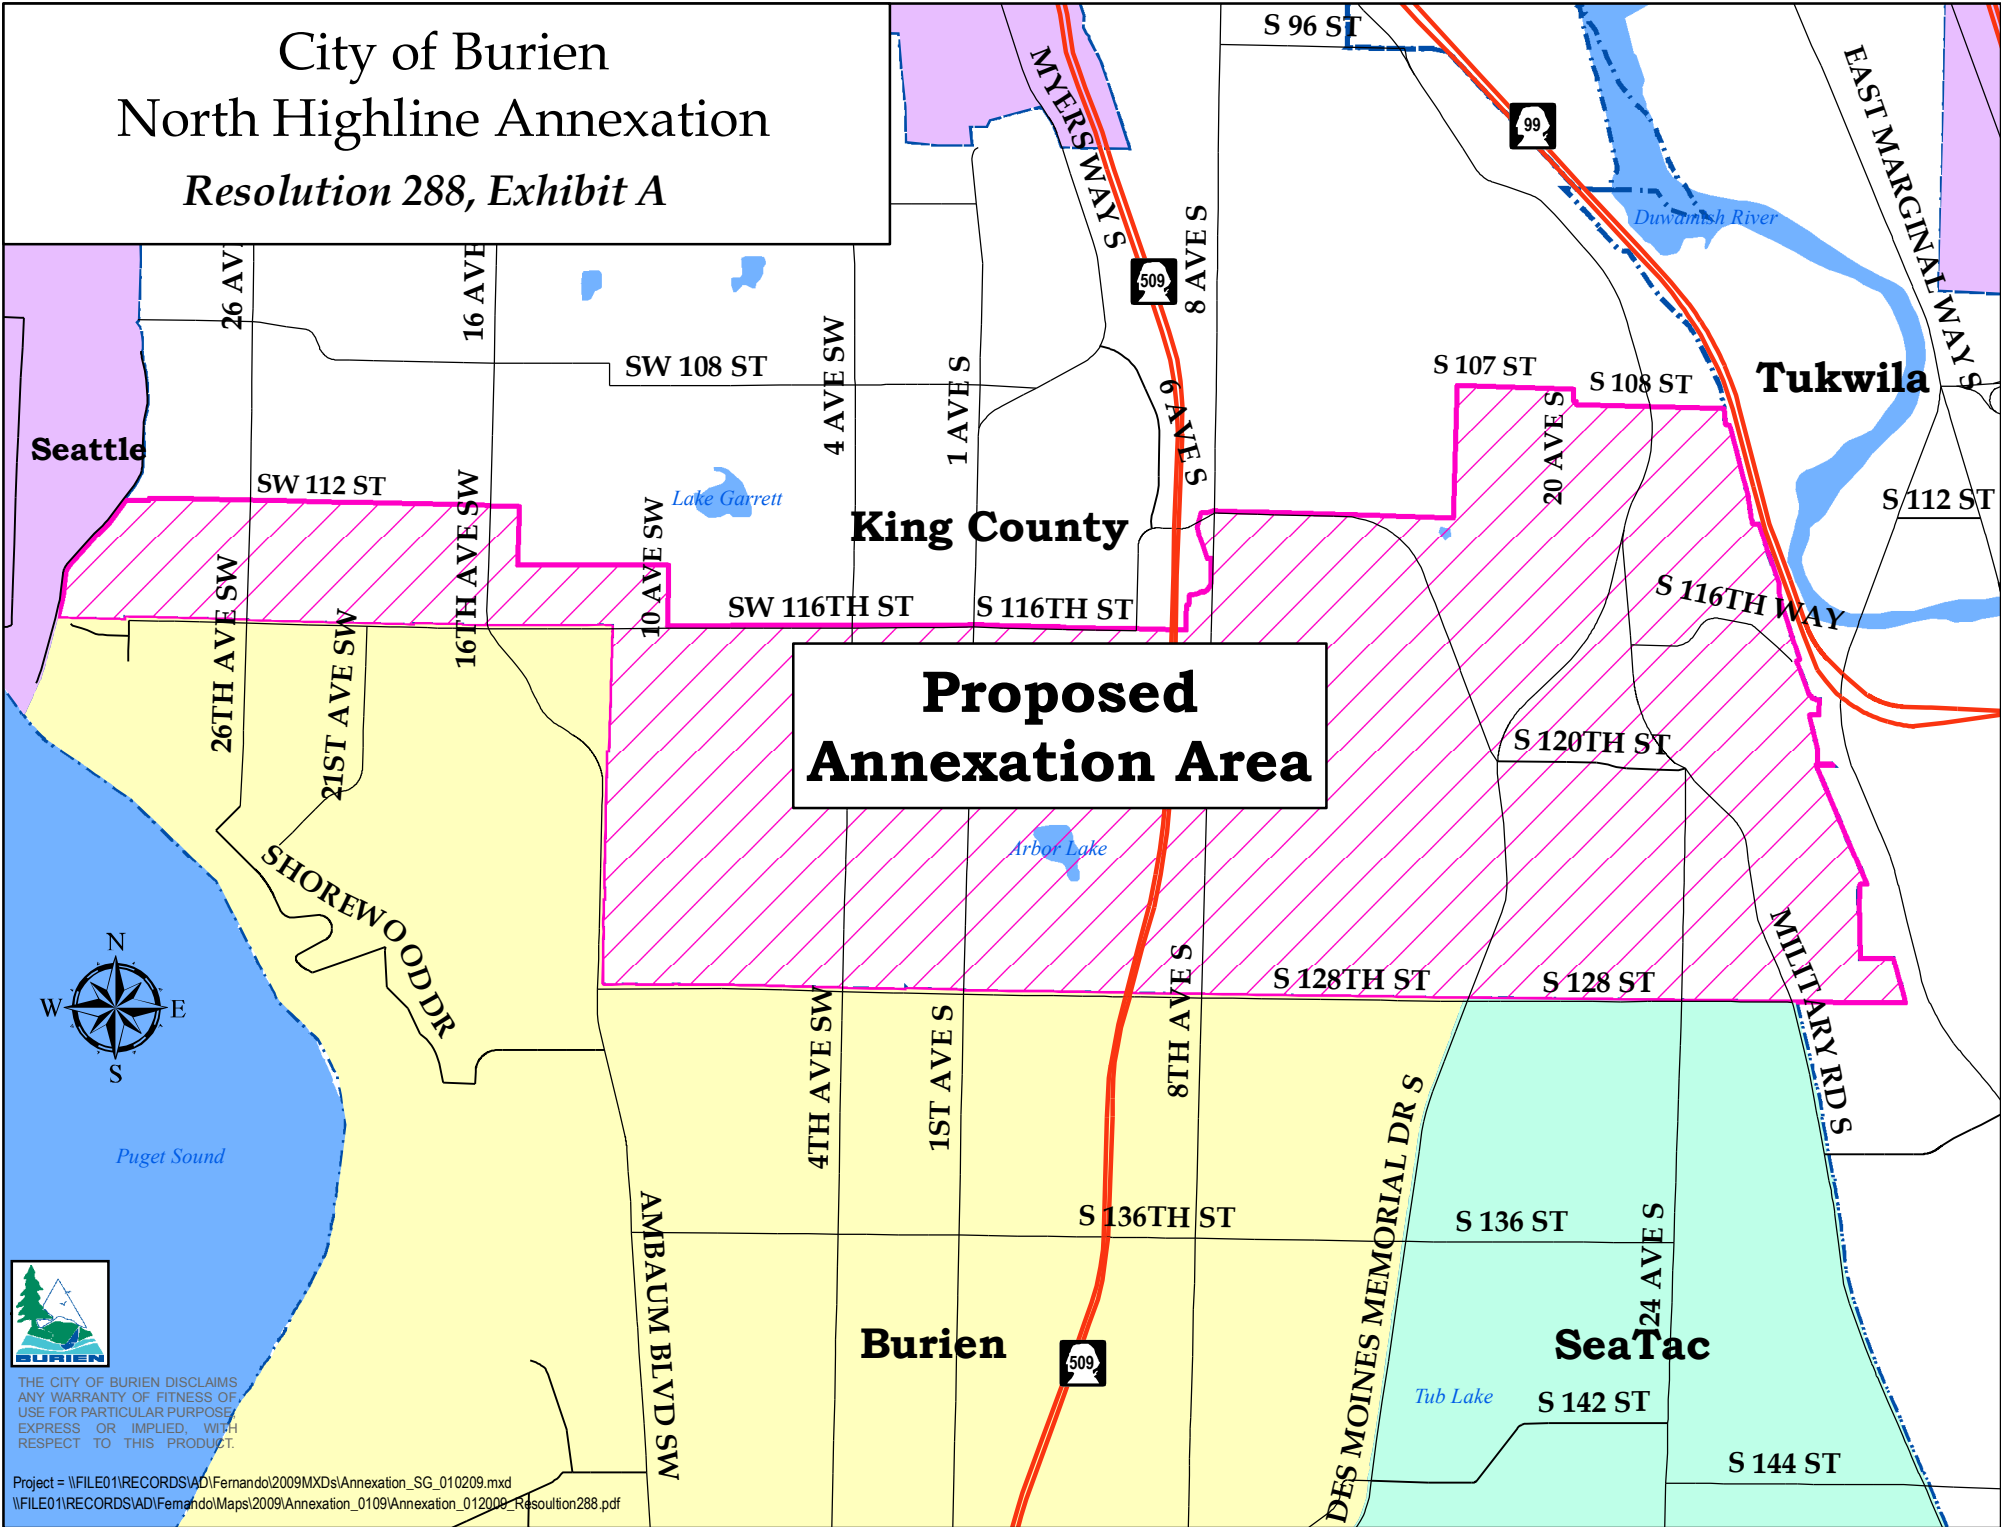 City of Burien
North Highline Annexation
Resolution 288, Exhibit A
S 96 ST
MYERS WAY S
99
EAST MARGINAL WAY S
Duwamish River
26 AV
16 AVE
509
8 AVE S
SW 108 ST
4 AVE SW
1 AVE S
6 AVE S
S 107 ST
S 108 ST
20 AVE S
Tukwila
Seattle
SW 112 ST
16TH AVE SW
Lake Garrett
King County
S 112 ST
26TH AVE SW
21ST AVE SW
10 AVE SW
SW 116TH ST
S 116TH ST
S 116TH WAY
Proposed
Annexation Area
S 120TH ST
Arbor Lake
SHOREWOOD DR
N
W
E
S
4TH AVE SW
1ST AVE S
8TH AVE S
S 128TH ST
S 128 ST
MILITARY RD S
Puget Sound
AMBAUM BLVD SW
S 136TH ST
DES MOINES MEMORIAL DR S
S 136 ST
24 AVE S
Burien
509
SeaTac
Tub Lake
S 142 ST
S 144 ST
BURIEN
THE CITY OF BURIEN DISCLAIMS
ANY WARRANTY OF FITNESS OF
USE FOR PARTICULAR PURPOSE,
EXPRESS OR IMPLIED, WITH
RESPECT TO THIS PRODUCT.
Project = \\FILE01\RECORDS\AD\Fernando\2009MXDs\Annexation_SG_010209.mxd
\\FILE01\RECORDS\AD\Fernando\Maps\2009\Annexation_0109\Annexation_012009_Resoultion288.pdf